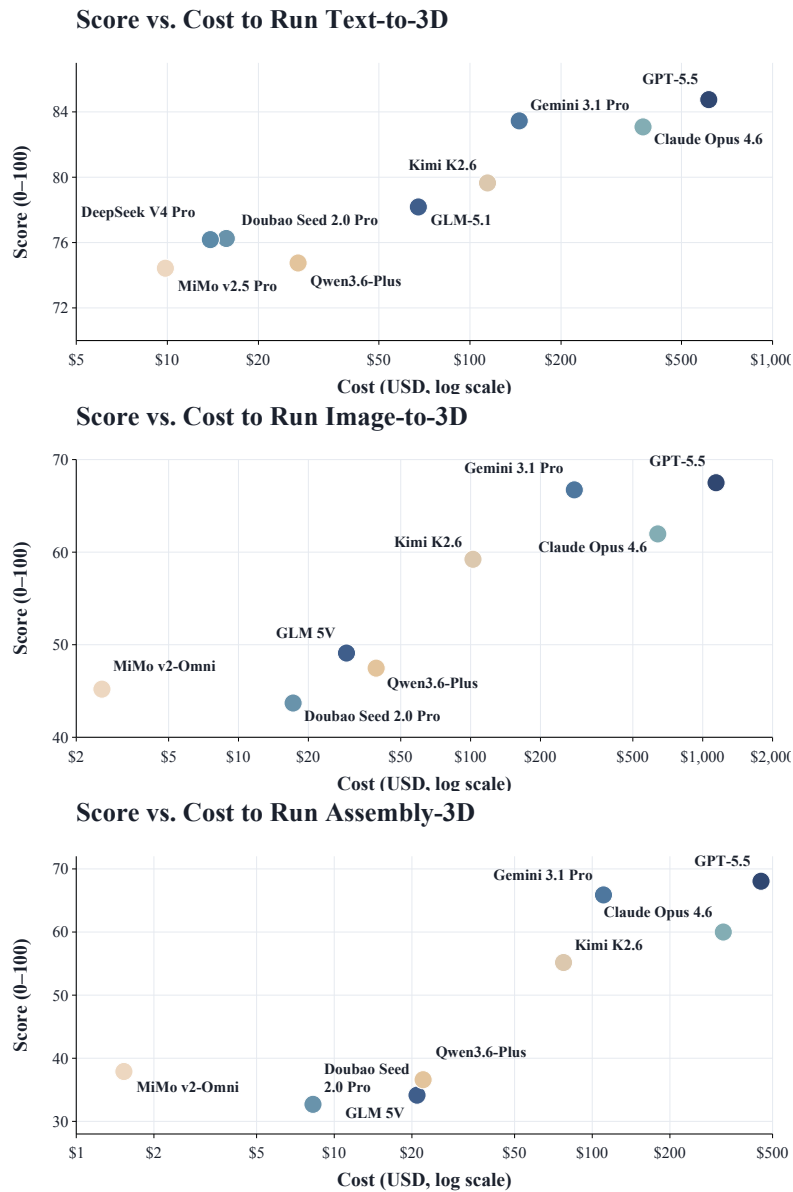 Score vs. Cost to Run Text-to-3D
GPT-5.5
Gemini 3.1 Pro
Claude Opus 4.6
Kimi K2.6
GLM-5.1
DeepSeek V4 Pro
Doubao Seed 2.0 Pro
Qwen3.6-Plus
MiMo v2.5 Pro
84
80
76
72
Score (0–100)
$5 $10 $20 $50 $100 $200 $500 $1,000
Cost (USD, log scale)
Score vs. Cost to Run Image-to-3D
GPT-5.5
Gemini 3.1 Pro
Claude Opus 4.6
Kimi K2.6
GLM 5V
MiMo v2-Omni
Qwen3.6-Plus
Doubao Seed 2.0 Pro
70
60
50
40
Score (0–100)
$2 $5 $10 $20 $50 $100 $200 $500 $1,000 $2,000
Cost (USD, log scale)
Score vs. Cost to Run Assembly-3D
GPT-5.5
Gemini 3.1 Pro
Claude Opus 4.6
Kimi K2.6
Qwen3.6-Plus
Doubao Seed
2.0 Pro
MiMo v2-Omni
GLM 5V
70
60
50
40
30
Score (0–100)
$1 $2 $5 $10 $20 $50 $100 $200 $500
Cost (USD, log scale)